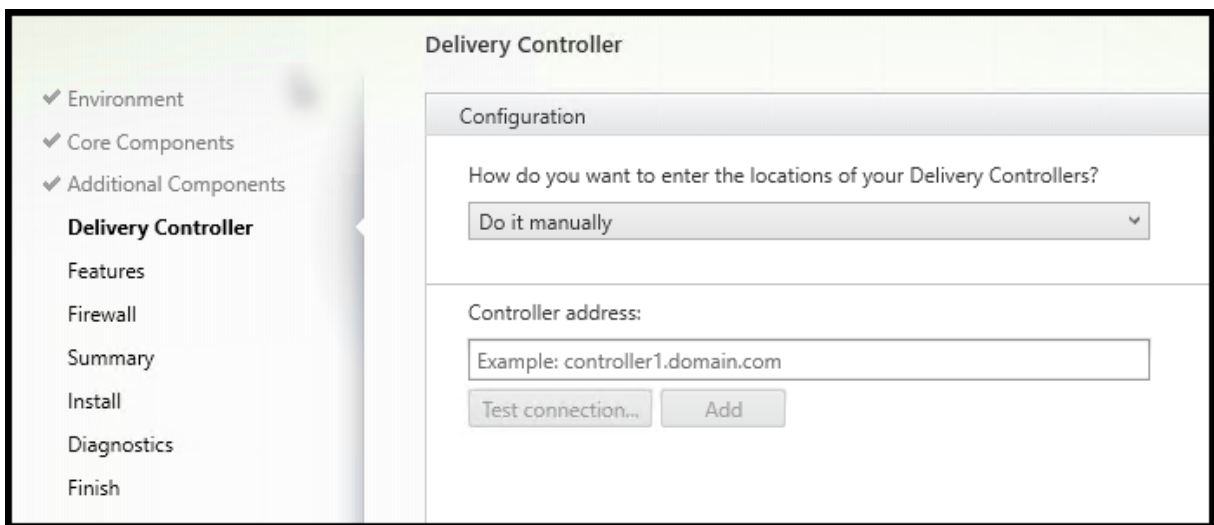 Delivery Controller
Environment
Core Components
Additional Components
Delivery Controller
Features
Firewall
Summary
Install
Diagnostics
Finish
Configuration
How do you want to enter the locations of your Delivery Controllers?
Do it manually
Controller address:
Example: controller1.domain.com
Test connection... Add